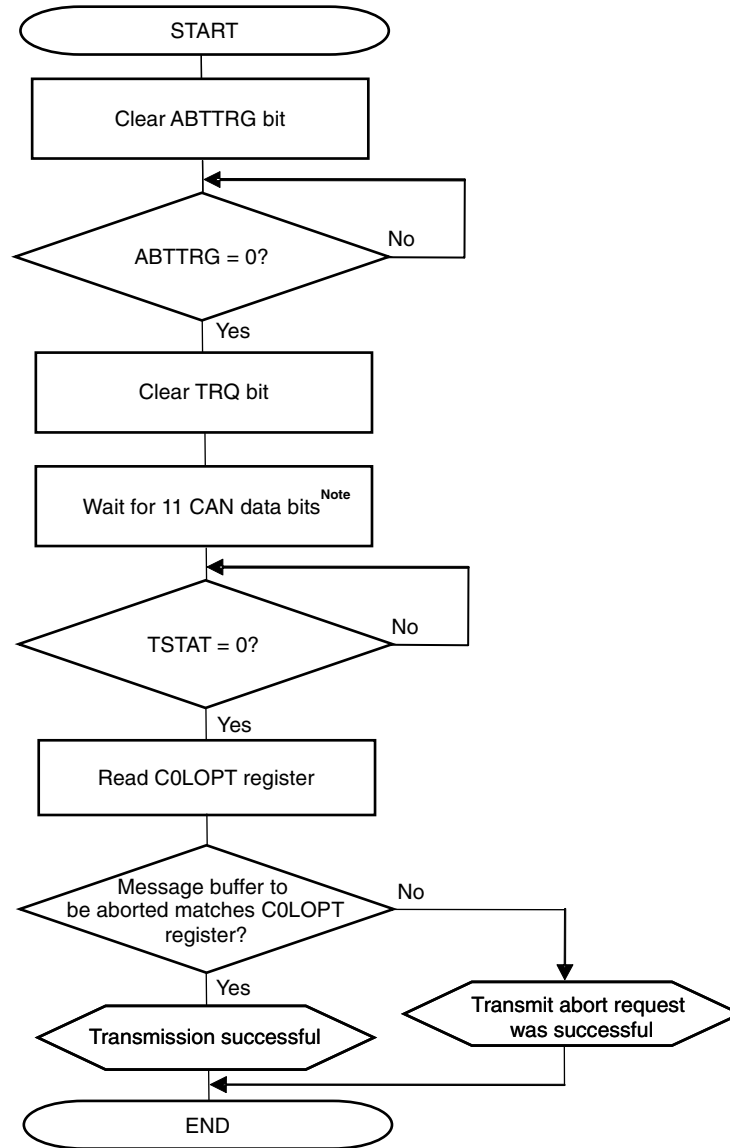 START
Clear ABTTRG bit
ABTTRG = 0?
No
Yes
Clear TRQ bit
Wait for 11 CAN data bitsNote
TSTAT = 0?
No
Yes
Read C0LOPT register
Message buffer to
be aborted matches C0LOPT
register?
No
Yes
Transmit abort request
was successful
Transmission successful
END